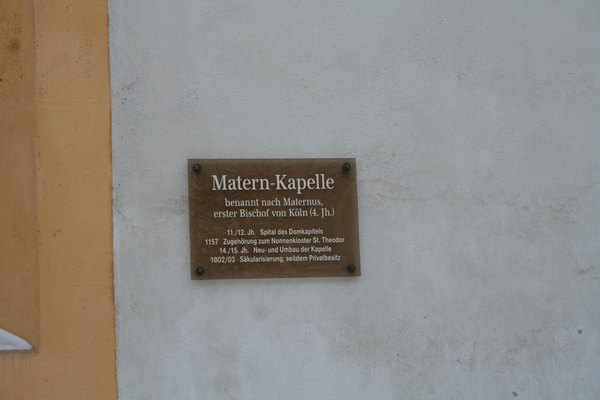 Matern-Kapelle
benannt nach Maternus,
erster Bischof von Köln (4. Jh.)
11./12. Jh. Spital des Domkapitels
1157 Zugehörung zum Nonnenkloster St. Theodor
14./15. Jh. Neu- und Umbau der Kapelle
1802/03 Säkularisierung, seitdem Privatbesitz